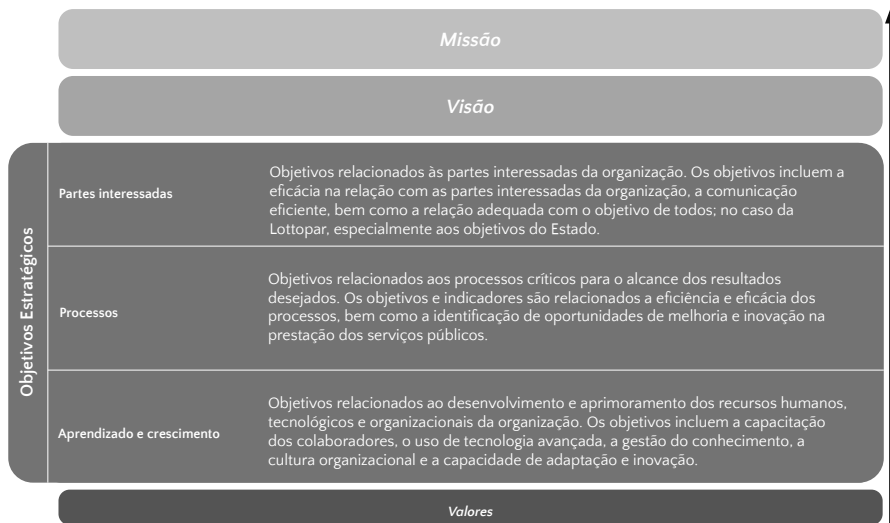 Missão
Visão
Objetivos Estratégicos
Partes interessadas
Objetivos relacionados às partes interessadas da organização. Os objetivos incluem a
eficácia na relação com as partes interessadas da organização, a comunicação
eficiente, bem como a relação adequada com o objetivo de todos; no caso da
Lottopar, especialmente aos objetivos do Estado.
Processos
Objetivos relacionados aos processos críticos para o alcance dos resultados
desejados. Os objetivos e indicadores são relacionados a eficiência e eficácia dos
processos, bem como a identificação de oportunidades de melhoria e inovação na
prestação dos serviços públicos.
Aprendizado e crescimento
Objetivos relacionados ao desenvolvimento e aprimoramento dos recursos humanos,
tecnológicos e organizacionais da organização. Os objetivos incluem a capacitação
dos colaboradores, o uso de tecnologia avançada, a gestão do conhecimento, a
cultura organizacional e a capacidade de adaptação e inovação.
Valores